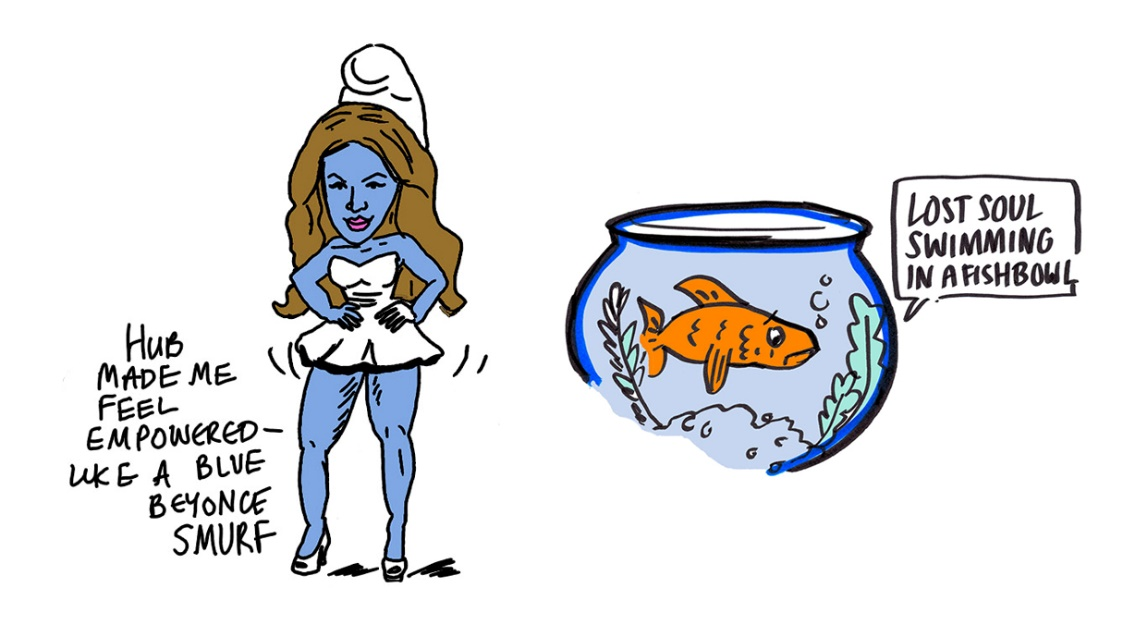 HUB
MADE ME
FEEL
EMPOWERED-
LIKE A BLUE
BEYONCE
SMURF
LOST SOUL
SWIMMING
IN A FISHBOWL